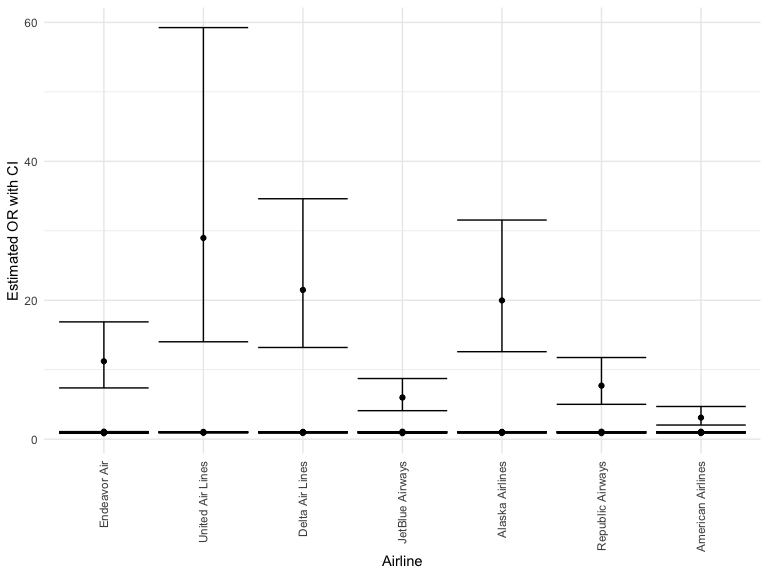 60
40
20
0
Estimated OR with CI
Endeavor Air
United Air Lines
Delta Air Lines
JetBlue Airways
Alaska Airlines
Republic Airways
American Airlines
Airline